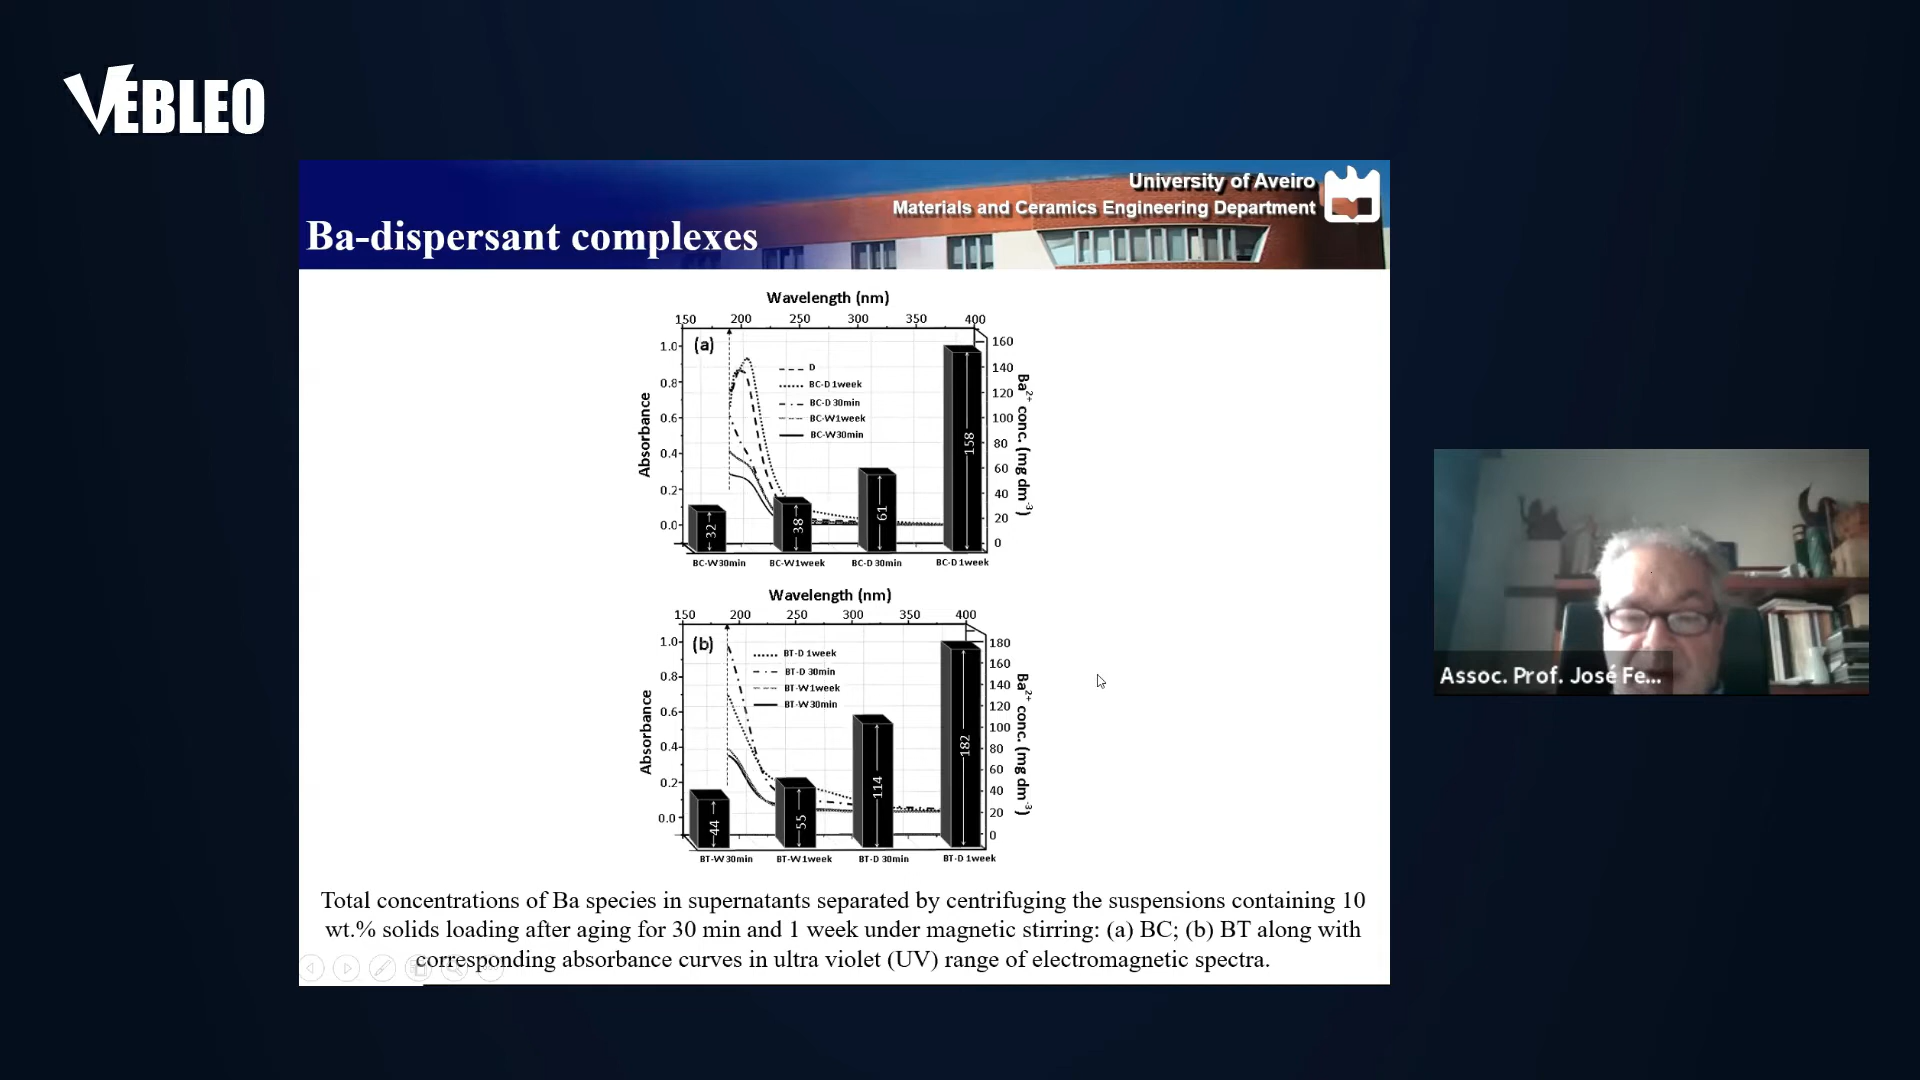 VEBLEO
University of Aveiro
Materials and Ceramics Engineering Department
Ba-dispersant complexes
Wavelength (nm)
150 200 250 300 350 400
(a)
1.0
0.8
0.6
0.4
0.2
0.0
Absorbance
D
BC-D 1week
BC-D 30min
BC-W1week
BC-W30min
160
140
120
100
80
60
40
20
0
Ba2+ conc. (mg dm-3)
32
38
61
158
BC-W30min BC-W1week BC-D 30min BC-D 1week
Wavelength (nm)
150 200 250 300 350 400
(b)
1.0
0.8
0.6
0.4
0.2
0.0
Absorbance
BT-D 1week
BT-D 30min
BT-W1week
BT-W30min
180
160
140
120
100
80
60
40
20
0
Ba2+ conc. (mg dm-3)
44
55
114
182
BT-W30min BT-W1week BT-D 30min BT-D 1week
Total concentrations of Ba species in supernatants separated by centrifuging the suspensions containing 10
wt.% solids loading after aging for 30 min and 1 week under magnetic stirring: (a) BC; (b) BT along with
corresponding absorbance curves in ultra violet (UV) range of electromagnetic spectra.
Assoc. Prof. José Fe...